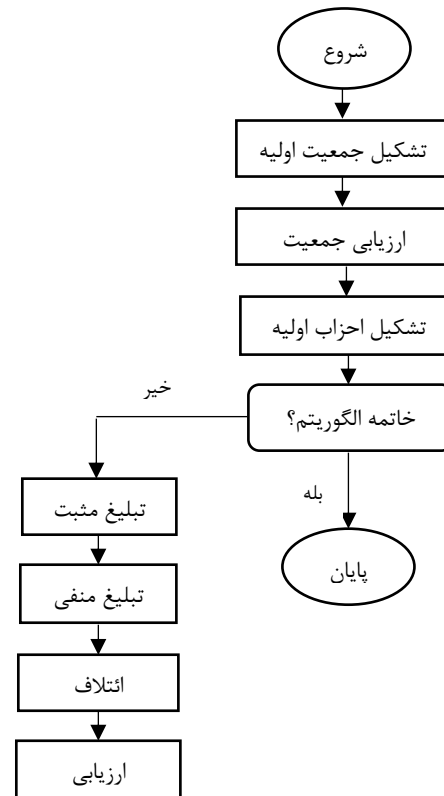 شروع
تشکیل جمعیت اولیه
ارزیابی جمعیت
تشکیل احزاب اولیه
خاتمه الگوریتم؟
خیر
بله
تبلیغ مثبت
پایان
تبلیغ منفی
ائتلاف
ارزیابی